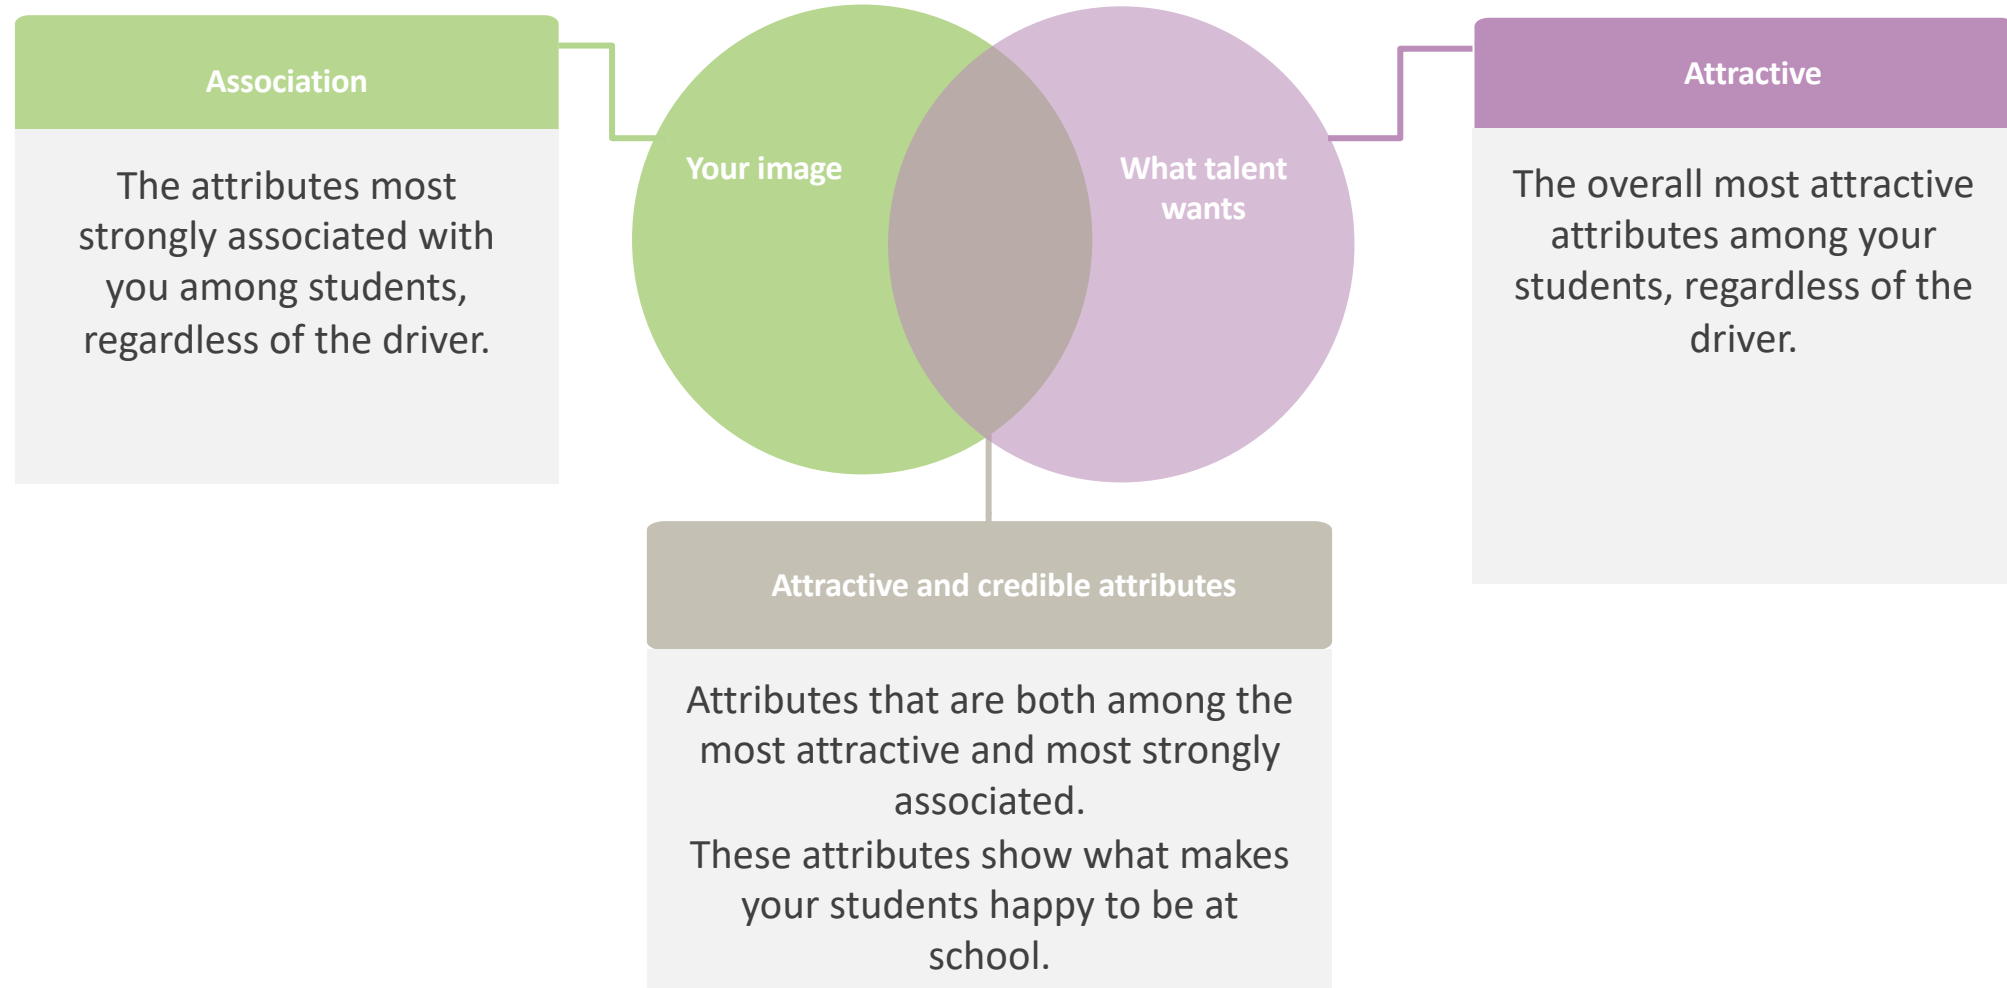 Association
The attributes most
strongly associated with
you among students,
regardless of the driver.
Your image
What talent
wants
Attractive
The overall most attractive
attributes among your
students, regardless of the
driver.
Attractive and credible attributes
Attributes that are both among the
most attractive and most strongly
associated.
These attributes show what makes
your students happy to be at
school.